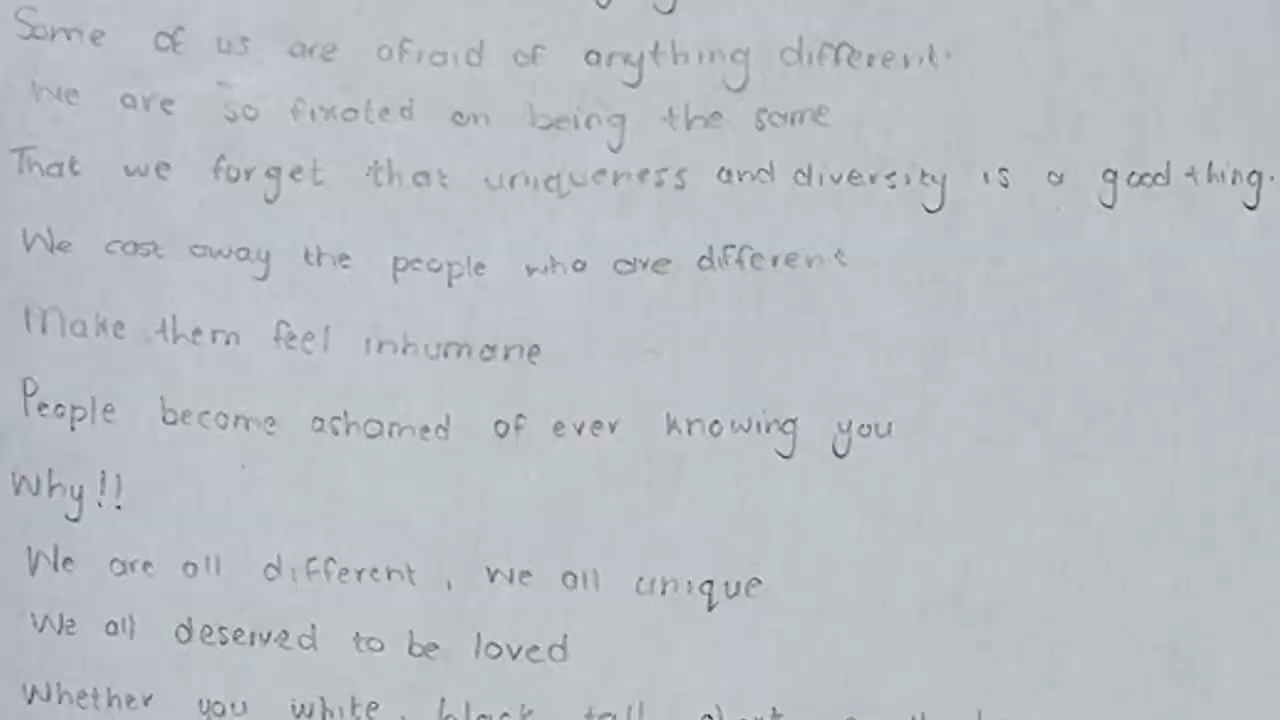 Some of us are afraid of anything different.
We are so fixated on being the same
That we forget that uniqueness and diversity is a good thing.
We cast away the people who are different
Make them feel inhumane
People become ashamed of ever knowing you
Why!!
We are all different, we all unique
We all deserved to be loved
Whether you white, black tall